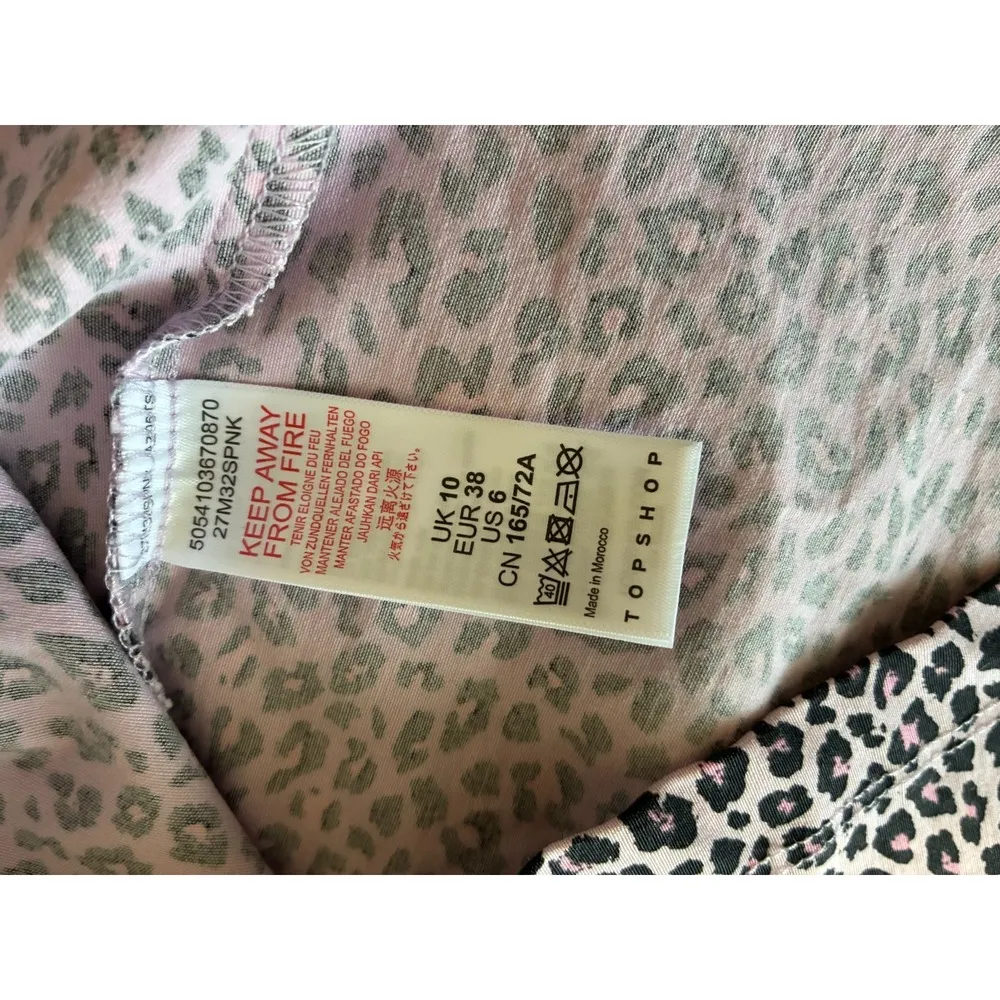 5054103670870
27M32SPNK
KEEP AWAY
FROM FIRE
TENIR ELOIGNE DU FEU
VON ZUNDQUELLEN FERNHALTEN
MANTENER ALEJADO DEL FUEGO
MANTER AFASTADO DO FOGO
JAUHKAN DARI API
远离火源
火気から遠ざけて下さい。
UK 10
EUR 38
US 6
CN 165/72A
40
Made in Morocco
TOPSHOP